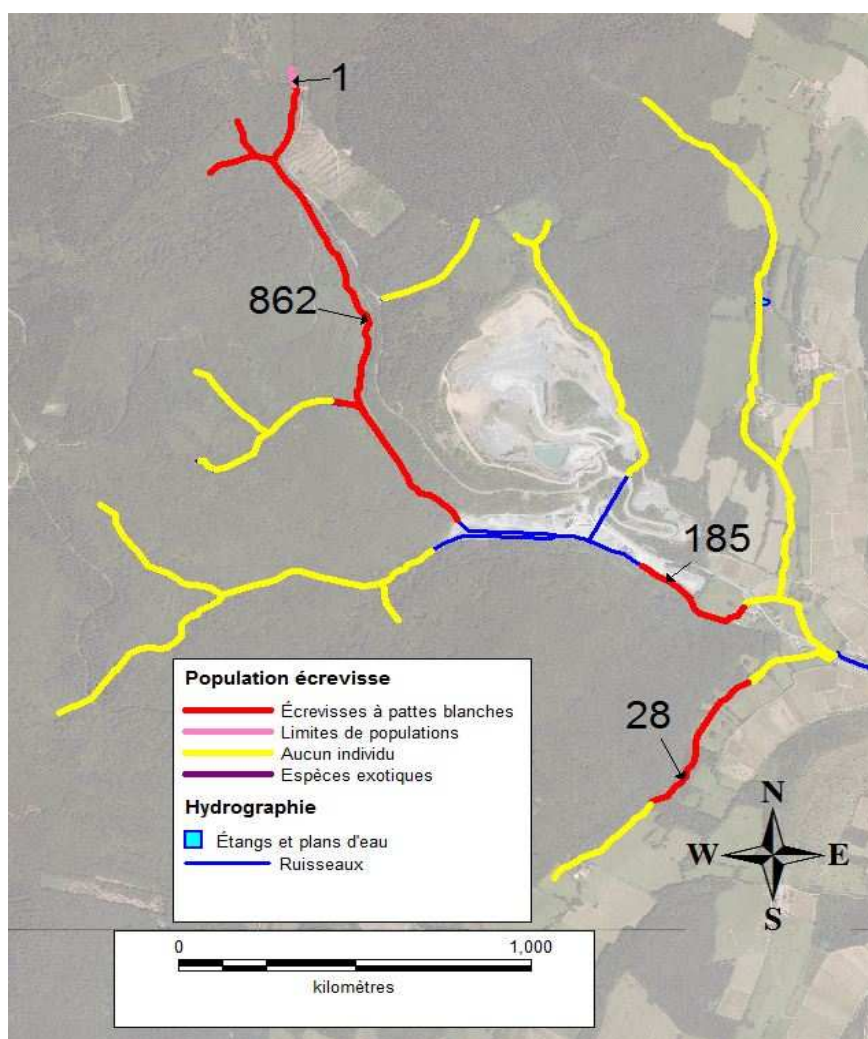 1
862
185
28
Population écrevisse
Écrevisses à pattes blanches
Limites de populations
Aucun individu
Espèces exotiques
Hydrographie
Étangs et plans d'eau
Ruisseaux
N
W E
S
0 1,000
kilomètres